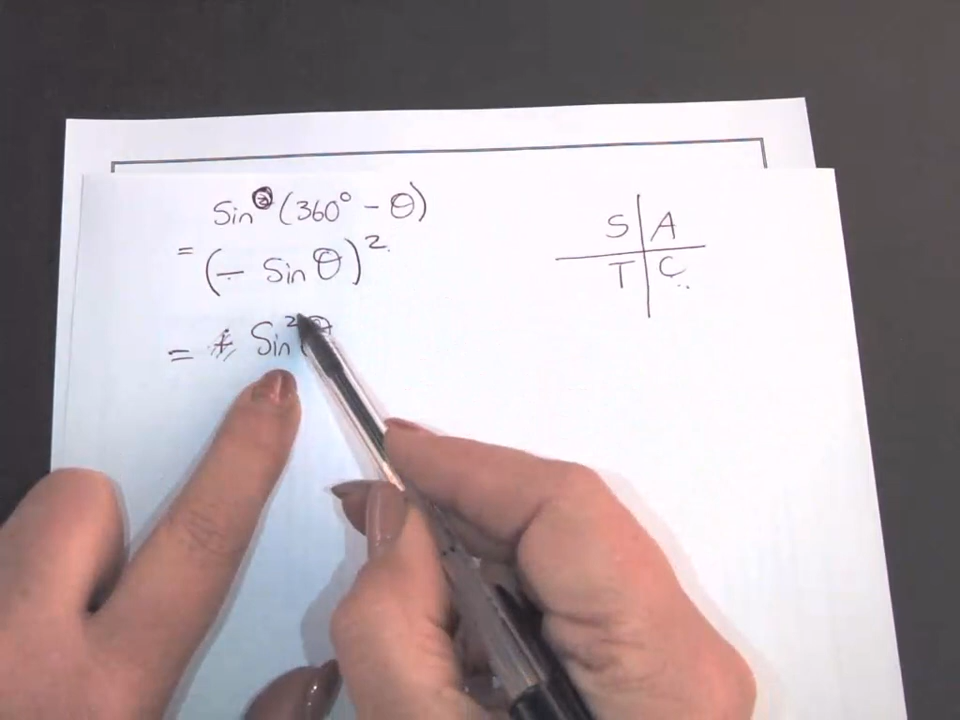 Sin²(360° − θ)
= (− Sin θ)²
= + Sin²θ
S A
T C